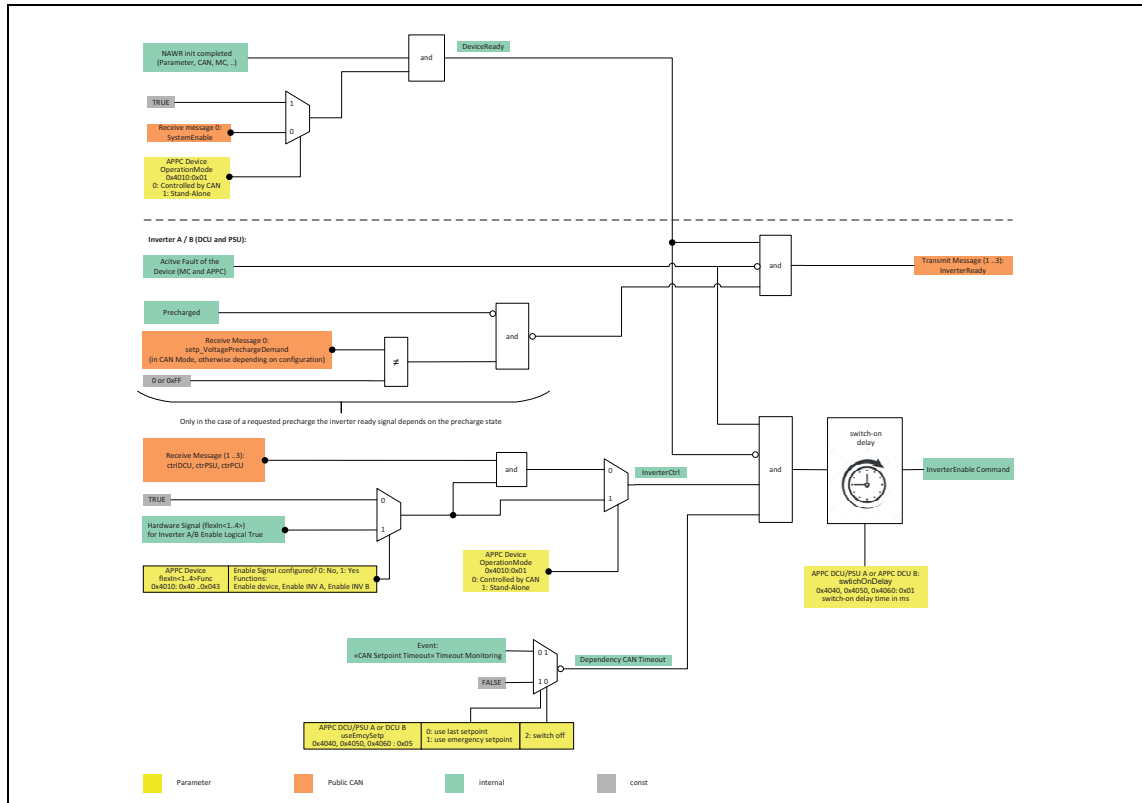 NAWR init completed
(Parameter, CAN, MC, ..)
and
DeviceReady
TRUE
1
Receive message 0:
SystemEnable
0
APPC Device
OperationMode
0x4010:0x01
0: Controlled by CAN
1: Stand-Alone
Inverter A / B (DCU and PSU):
Acitve Fault of the
Device (MC and APPC)
and
Transmit Message (1 ..3):
InverterReady
Precharged
and
Receive Message 0:
setp_VoltagePrechargeDemand
(in CAN Mode, otherwise depending on configuration)
≠
0 or 0xFF
Only in the case of a requested precharge the inverter ready signal depends on the precharge state
Receive Message (1 ..3):
ctrlDCU, ctrPSU, ctrPCU
and
0
1
InverterCtrl
and
switch-on
delay
InverterEnable Command
TRUE
0
Hardware Signal (flexIn<1..4>)
for Inverter A/B Enable Logical True
1
APPC Device
flexIn<1..4>Func
0x4010: 0x40 ..0x043
Enable Signal configured? 0: No, 1: Yes
Functions:
Enable device, Enable INV A, Enable INV B
APPC Device
OperationMode
0x4010:0x01
0: Controlled by CAN
1: Stand-Alone
APPC DCU/PSU A or APPC DCU B:
swtichOnDelay
0x4040, 0x4050, 0x4060: 0x01
switch-on delay time in ms
Event:
«CAN Setpoint Timeout» Timeout Monitoring
0 1
Dependency CAN Timeout
FALSE
1 0
APPC DCU/PSU A or DCU B
useEmcySetp
0x4040, 0x4050, 0x4060 : 0x05
0: use last setpoint
1: use emergency setpoint
2: switch off
Parameter
Public CAN
internal
const